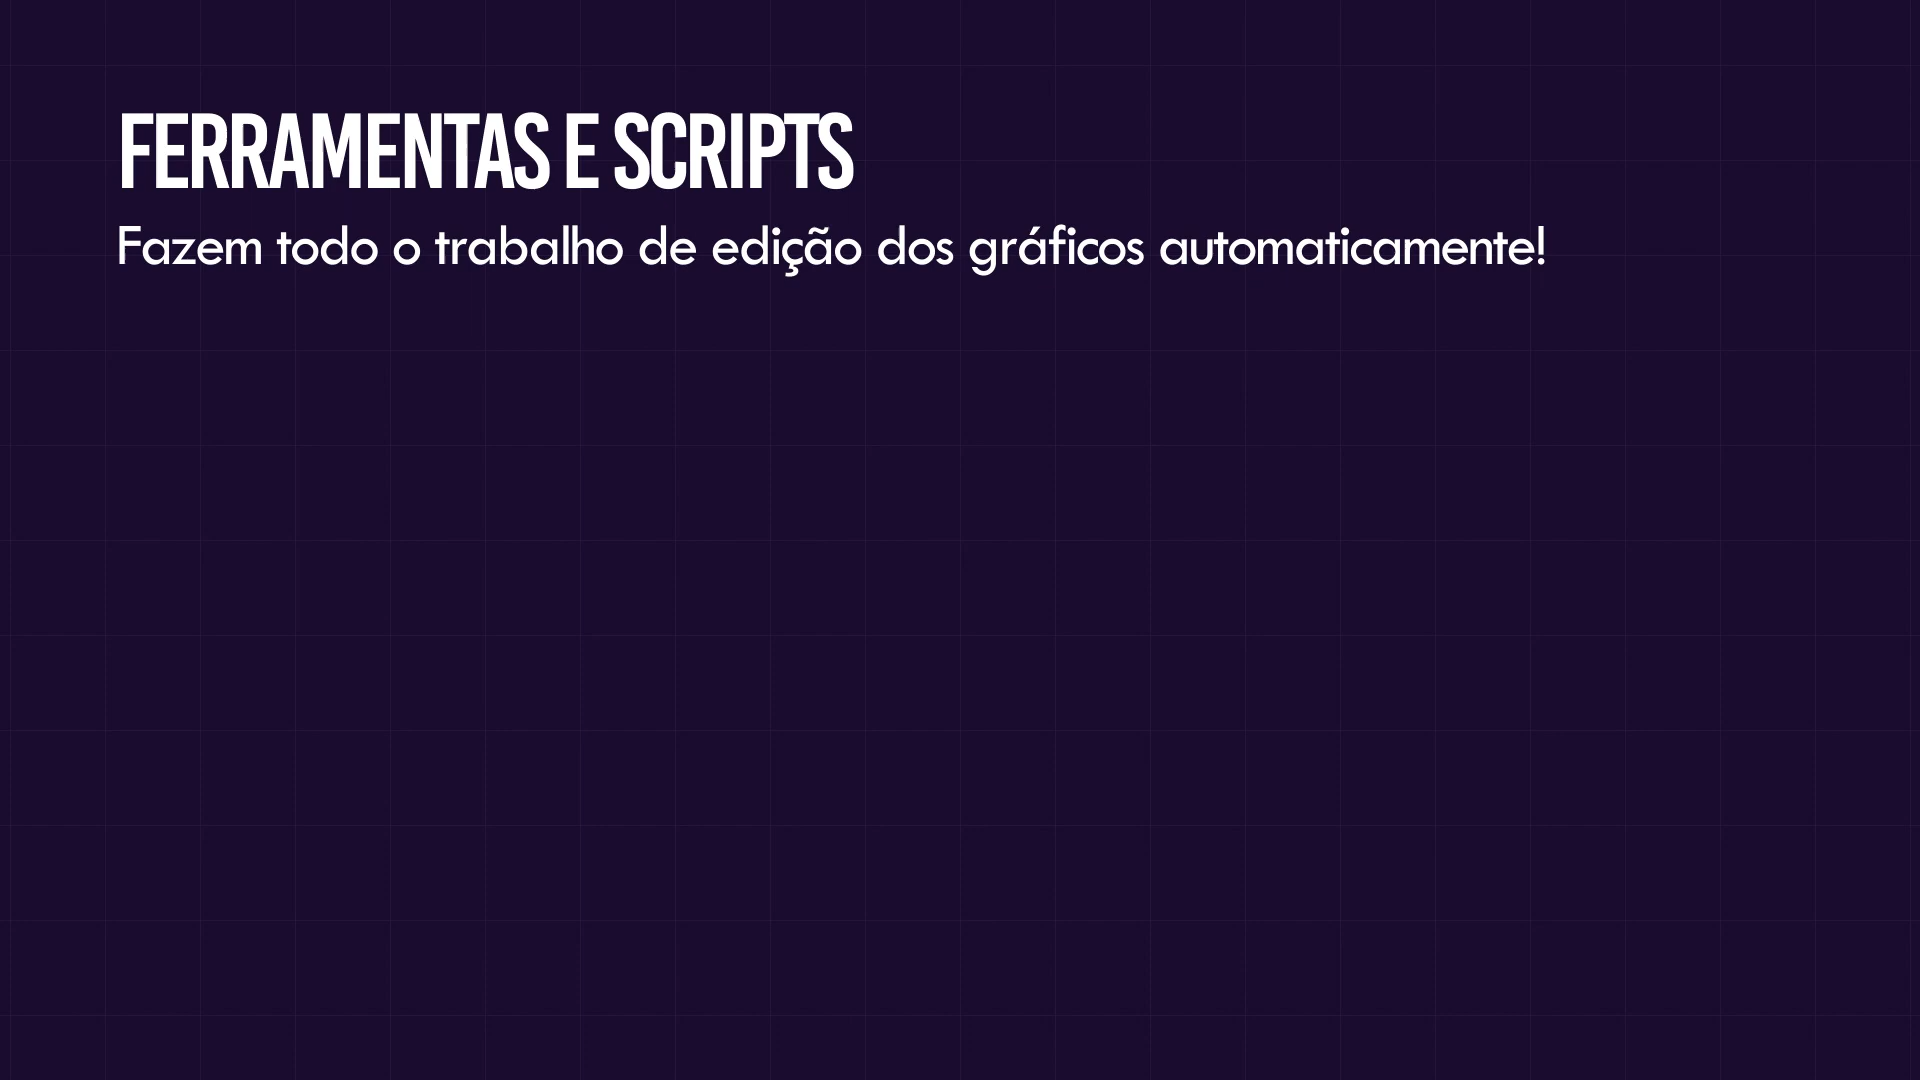 FERRAMENTAS E SCRIPTS
Fazem todo o trabalho de edição dos gráficos automaticamente!